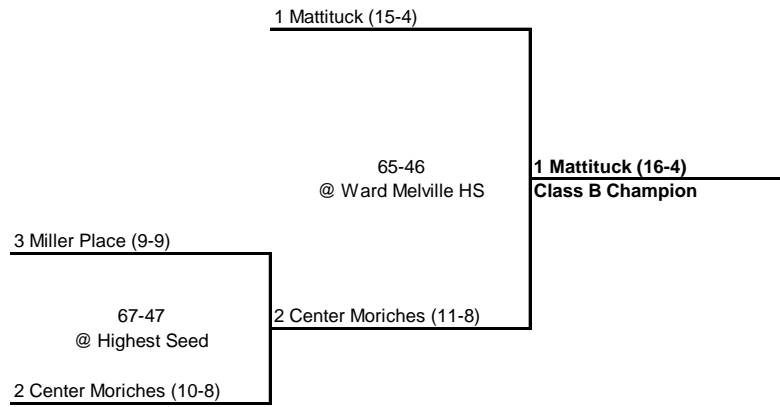 1 Mattituck (15-4)
65-46
@ Ward Melville HS
1 Mattituck (16-4)
Class B Champion
3 Miller Place (9-9)
67-47
@ Highest Seed
2 Center Moriches (11-8)
2 Center Moriches (10-8)